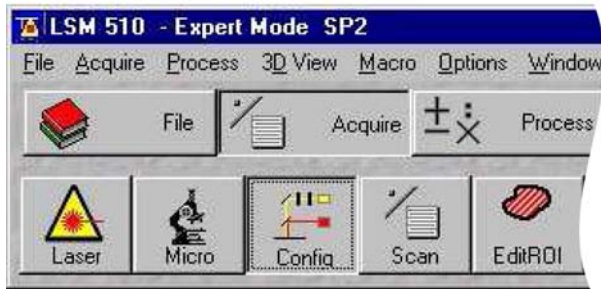 LSM 510 - Expert Mode SP2
File Acquire Process 3D View Macro Options Window
File Acquire Process
Laser Micro Config Scan EditROI